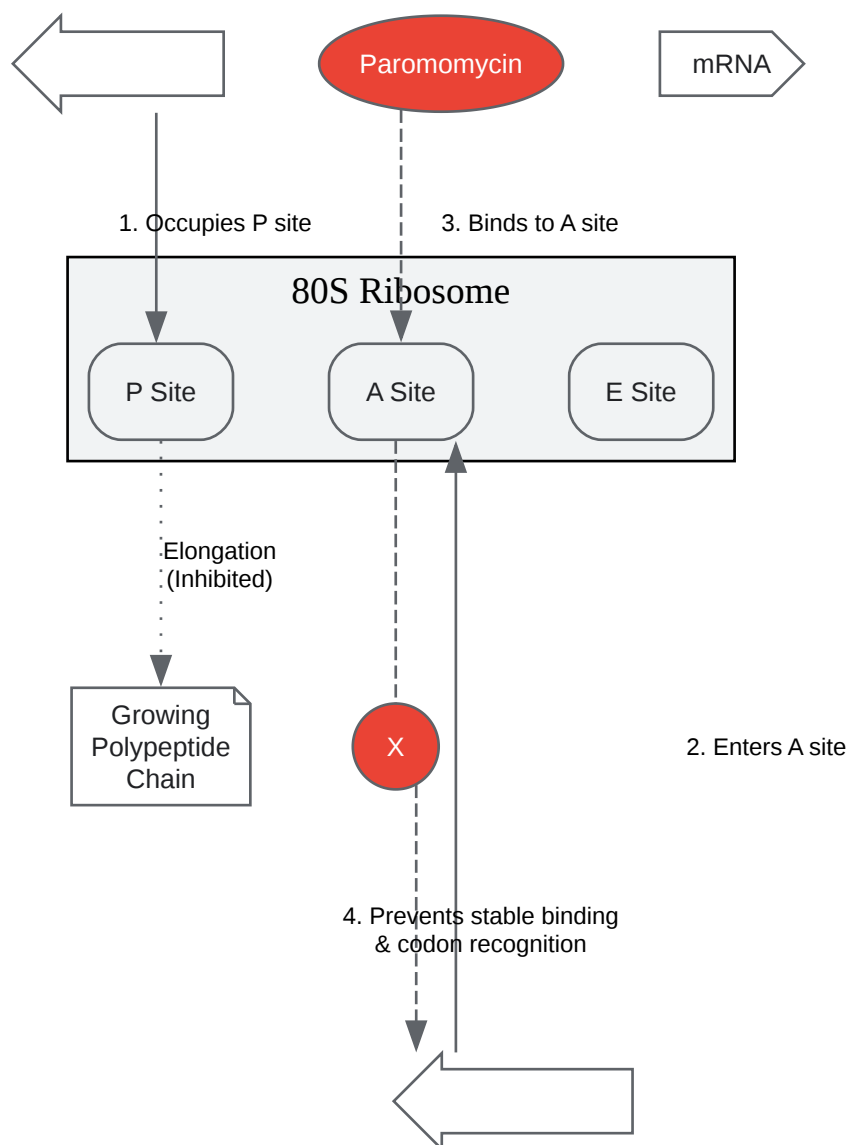 Paromomycin
mRNA
1. Occupies P site
3. Binds to A site
80S Ribosome
P Site
A Site
E Site
Elongation
(Inhibited)
Growing
Polypeptide
Chain
X
2. Enters A site
4. Prevents stable binding
& codon recognition